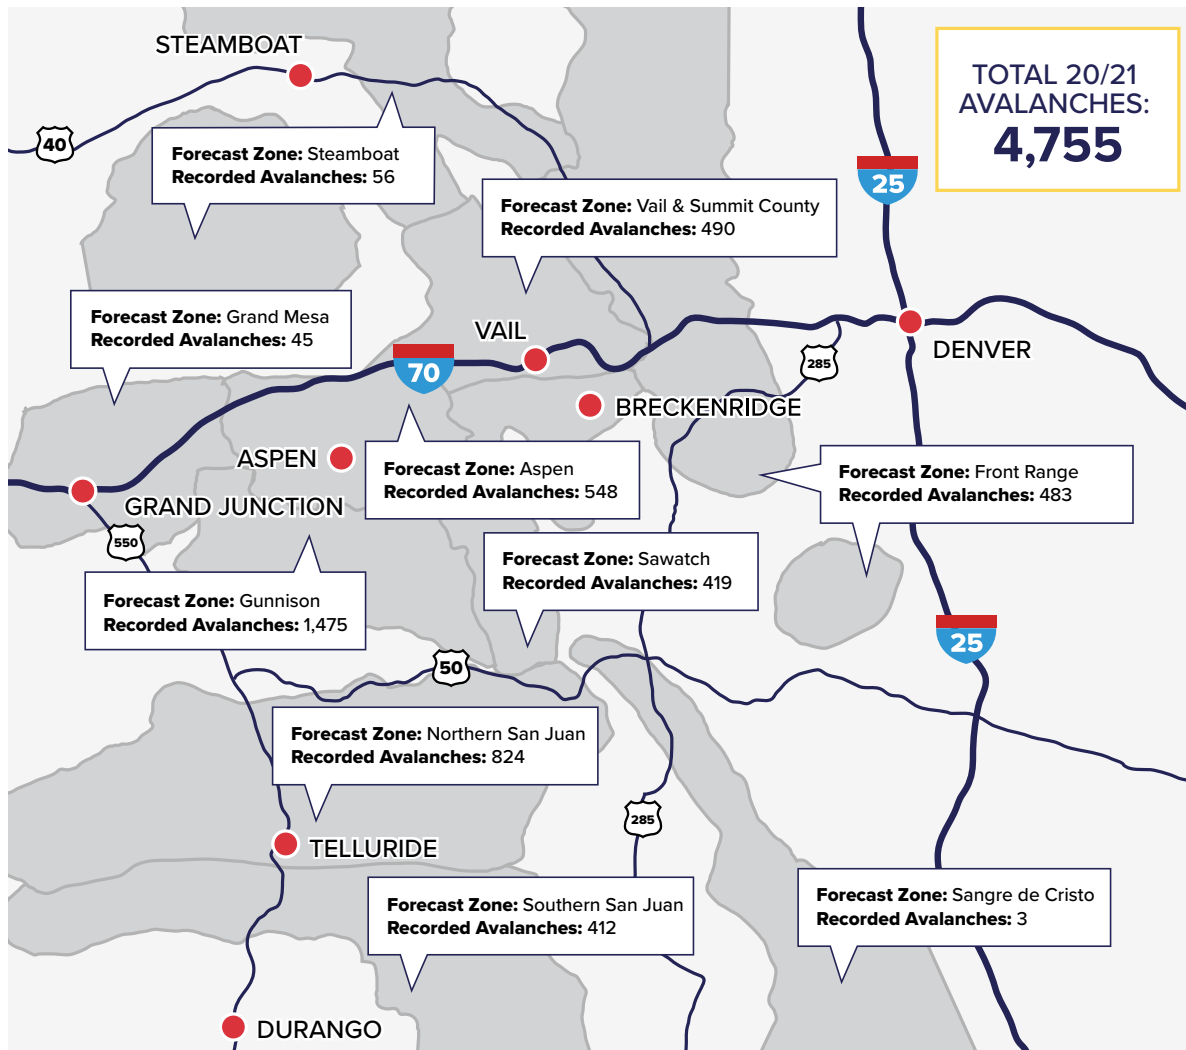 STEAMBOAT
TOTAL 20/21
AVALANCHES:
4,755
40
Forecast Zone: Steamboat
Recorded Avalanches: 56
25
Forecast Zone: Vail & Summit County
Recorded Avalanches: 490
Forecast Zone: Grand Mesa
Recorded Avalanches: 45
VAIL
DENVER
285
70
BRECKENRIDGE
ASPEN
Forecast Zone: Aspen
Recorded Avalanches: 548
Forecast Zone: Front Range
Recorded Avalanches: 483
GRAND JUNCTION
550
Forecast Zone: Sawatch
Recorded Avalanches: 419
Forecast Zone: Gunnison
Recorded Avalanches: 1,475
25
50
Forecast Zone: Northern San Juan
Recorded Avalanches: 824
285
TELLURIDE
Forecast Zone: Southern San Juan
Recorded Avalanches: 412
Forecast Zone: Sangre de Cristo
Recorded Avalanches: 3
DURANGO